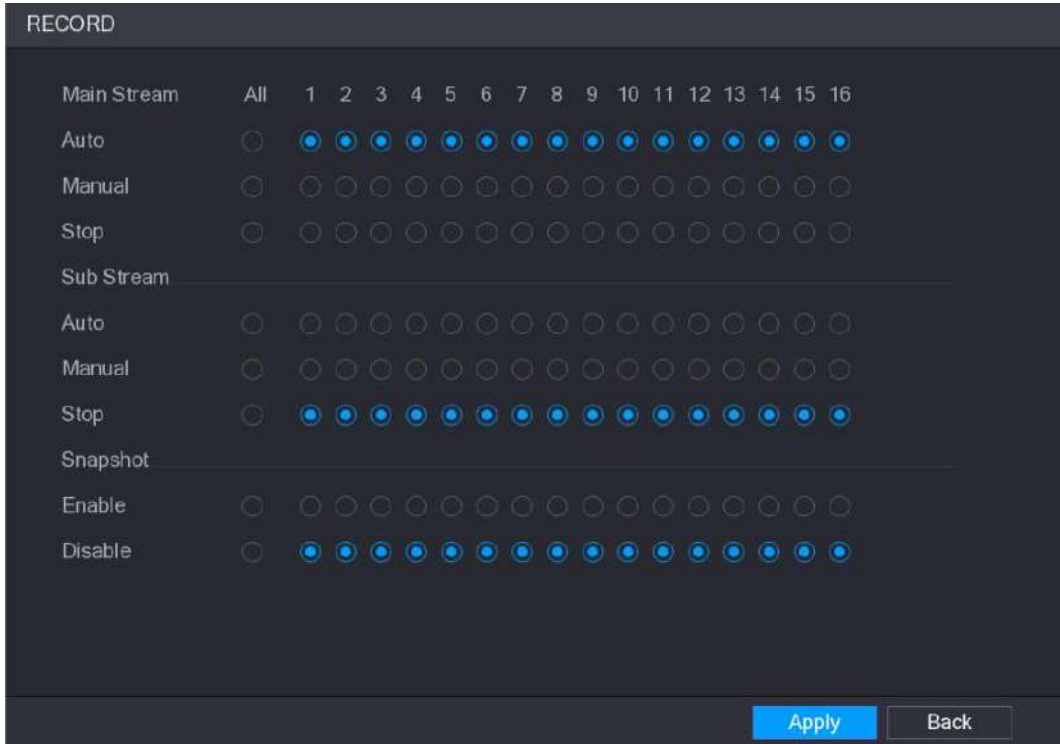 RECORD
Main Stream All 1 2 3 4 5 6 7 8 9 10 11 12 13 14 15 16
Auto
Manual
Stop
Sub Stream
Auto
Manual
Stop
Snapshot
Enable
Disable
Apply Back